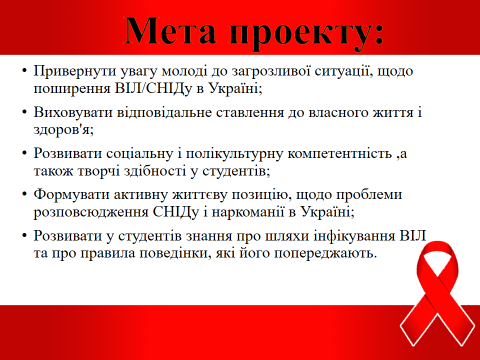 Мета проекту:
• Привернути увагу молоді до загрозливої ситуації, щодо
поширення ВІЛ/СНІДу в Україні;
• Виховувати відповідальне ставлення до власного життя і
здоров'я;
• Розвивати соціальну і полікультурну компетентність ,а
також творчі здібності у студентів;
• Формувати активну життєву позицію, щодо проблеми
розповсюдження СНІДу і наркоманії в Україні;
• Розвивати у студентів знання про шляхи інфікування ВІЛ
та про правила поведінки, які його попереджають.